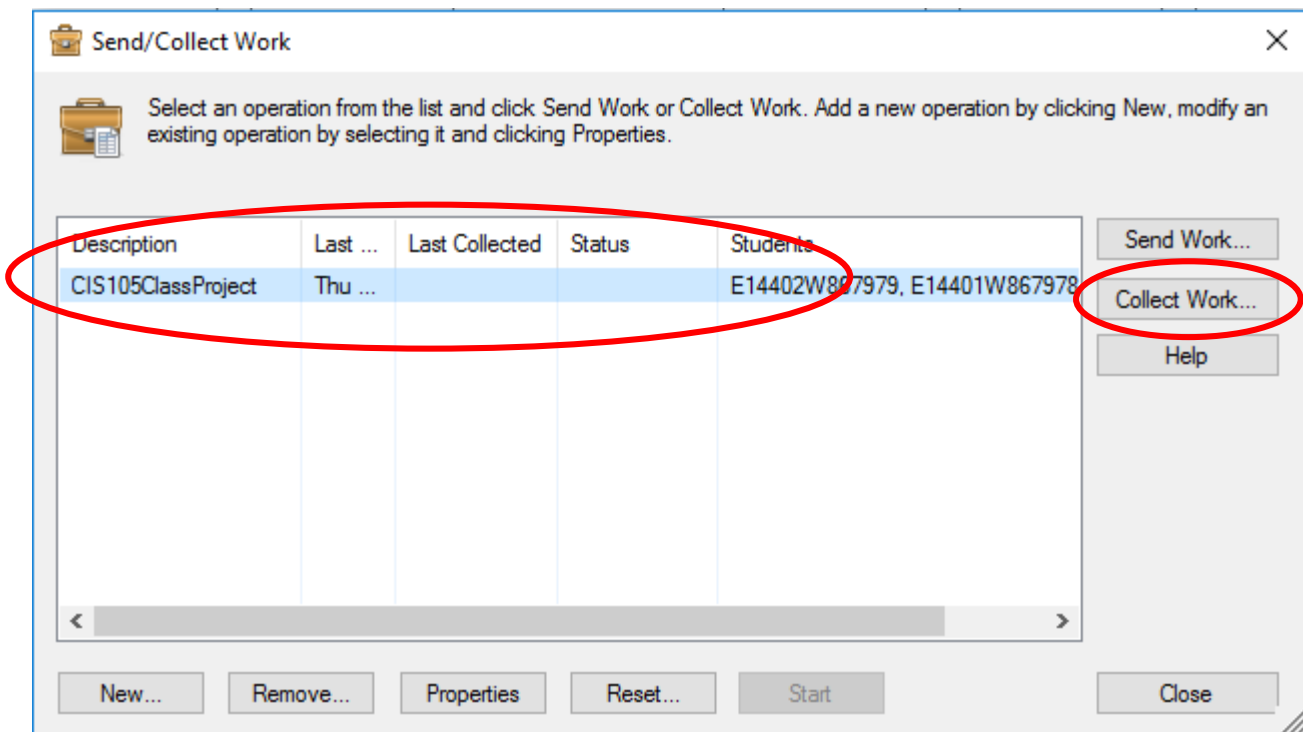 Send/Collect Work
Select an operation from the list and click Send Work or Collect Work. Add a new operation by clicking New, modify an
existing operation by selecting it and clicking Properties.
Description Last ... Last Collected Status Students
CIS105ClassProject Thu ... E14402W867979, E14401W867978
Send Work...
Collect Work...
Help
New... Remove... Properties Reset... Start Close